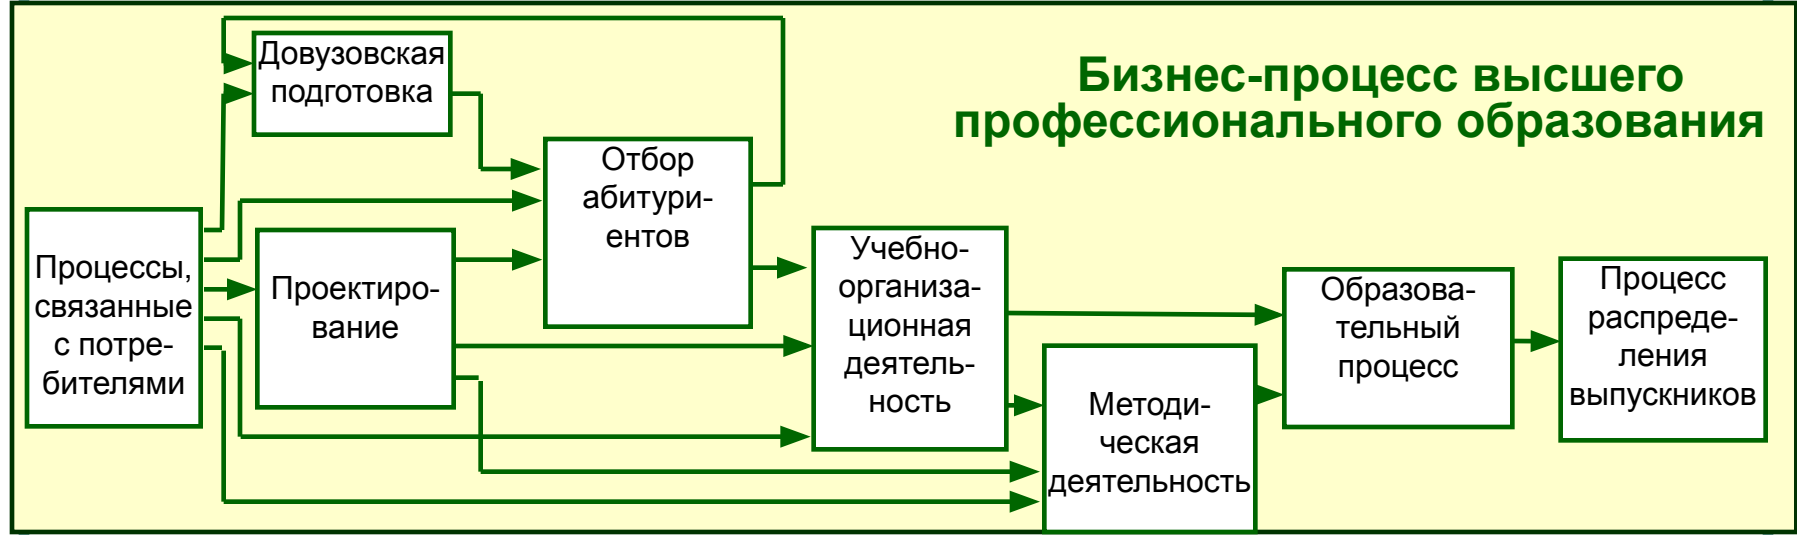 Бизнес-процесс высшего
профессионального образования
Довузовская
подготовка
Отбор
абитури-
ентов
Процессы,
связанные
с потре-
бителями
Проектиро-
вание
Учебно-
организа-
ционная
деятель-
ность
Методи-
ческая
деятельность
Образова-
тельный
процесс
Процесс
распреде-
ления
выпускников